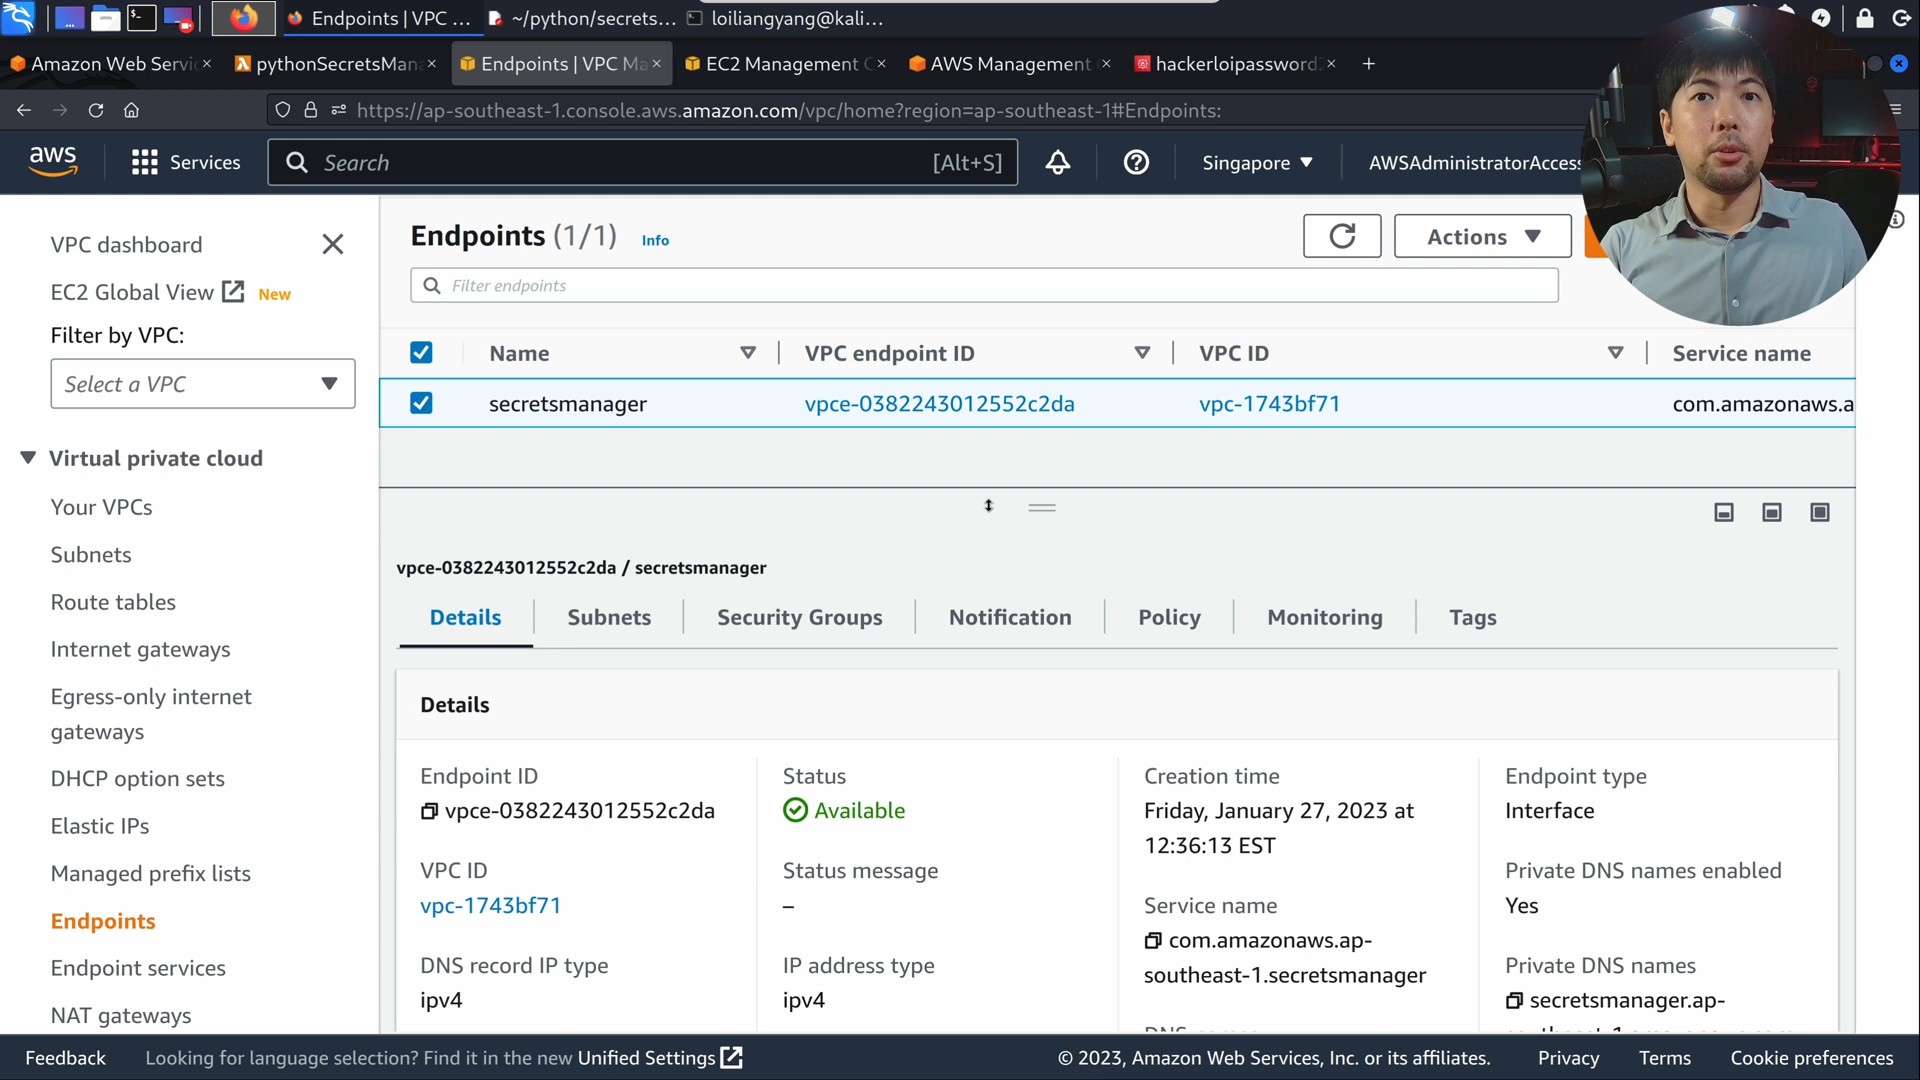 Endpoints | VPC ...
~/python/secrets...
loiliangyang@kali...
Amazon Web Servi
pythonSecretsMan
Endpoints | VPC Ma
EC2 Management C
AWS Management
hackerloipassword2
https://ap-southeast-1.console.aws.amazon.com/vpc/home?region=ap-southeast-1#Endpoints:
aws
Services
Search
[Alt+S]
Singapore
AWSAdministratorAccess
VPC dashboard
EC2 Global View
New
Filter by VPC:
Select a VPC
Virtual private cloud
Your VPCs
Subnets
Route tables
Internet gateways
Egress-only internet
gateways
DHCP option sets
Elastic IPs
Managed prefix lists
Endpoints
Endpoint services
NAT gateways
Endpoints (1/1)
Info
Actions
Filter endpoints
Name
VPC endpoint ID
VPC ID
Service name
secretsmanager
vpce-0382243012552c2da
vpc-1743bf71
com.amazonaws.a
vpce-0382243012552c2da / secretsmanager
Details
Subnets
Security Groups
Notification
Policy
Monitoring
Tags
Details
Endpoint ID
vpce-0382243012552c2da
Status
Available
Creation time
Friday, January 27, 2023 at
12:36:13 EST
Endpoint type
Interface
VPC ID
vpc-1743bf71
Status message
–
Service name
com.amazonaws.ap-
southeast-1.secretsmanager
Private DNS names enabled
Yes
DNS record IP type
ipv4
IP address type
ipv4
Private DNS names
secretsmanager.ap-
Feedback
Looking for language selection? Find it in the new Unified Settings
© 2023, Amazon Web Services, Inc. or its affiliates.
Privacy
Terms
Cookie preferences